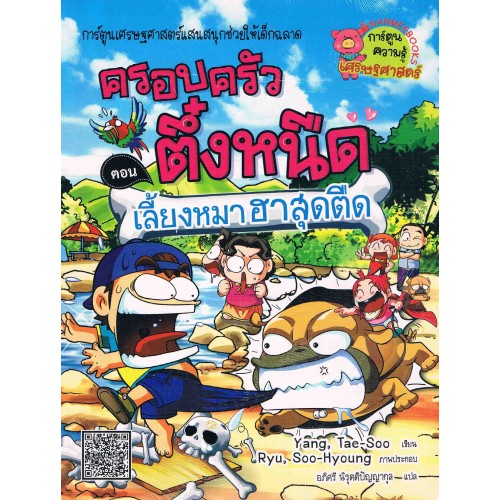 การ์ตูนเศรษฐศาสตร์แสนสนุกช่วยให้เด็กฉลาด
NANMEEBOOKS
การ์ตูน
ความรู้
เศรษฐศาสตร์
ครอบครัว
ตึ๋งหนืด
ตอน
เลี้ยงหมา ฮาสุดตืด
Yang, Tae-Soo เขียน
Ryu, Soo-Hyoung ภาพประกอบ
อภัศรี นิรุตติปัญญากุล แปล